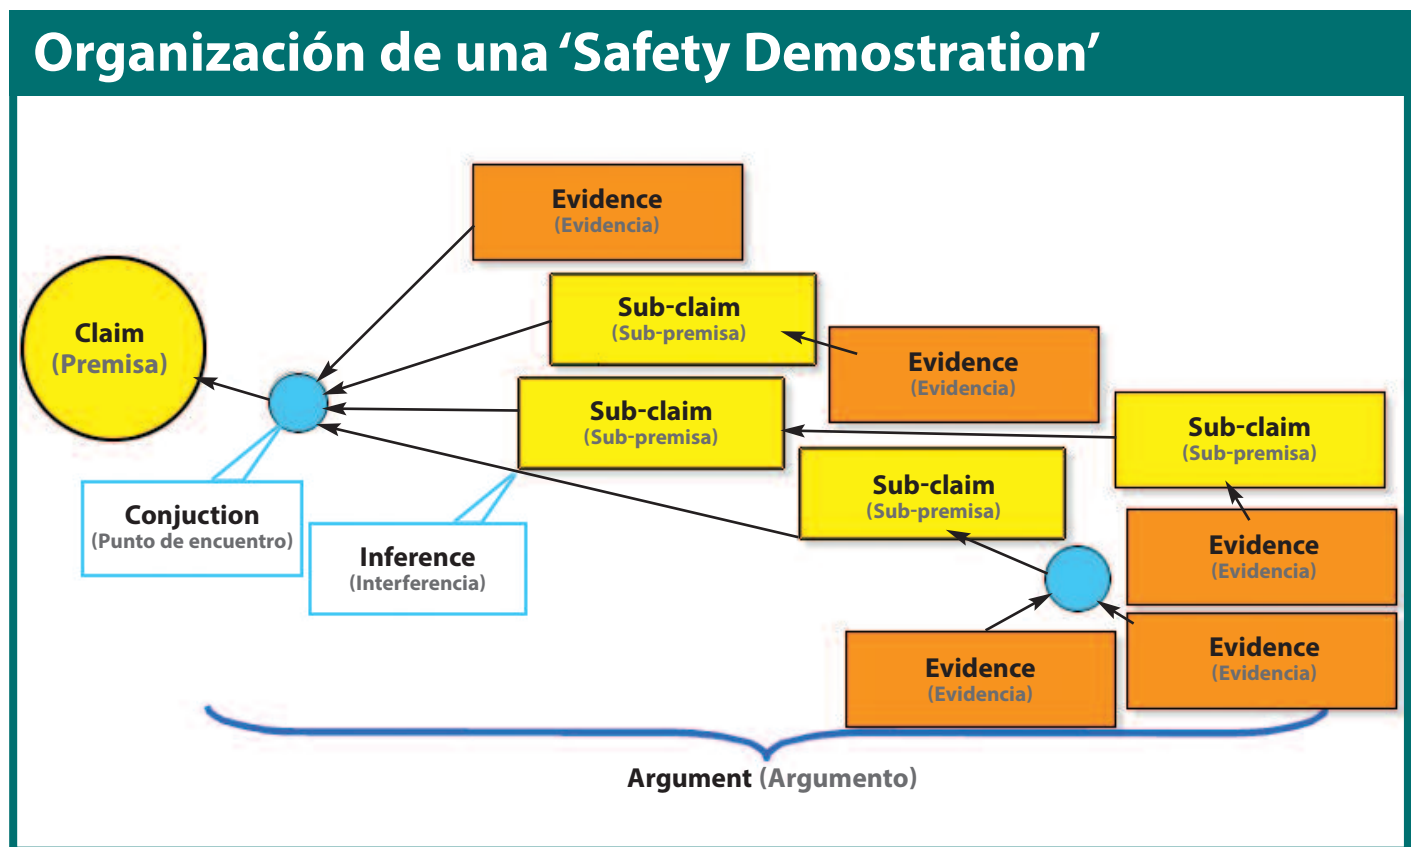 Organización de una ‘Safety Demostration’
Evidence
(Evidencia)
Sub-claim
(Sub-premisa)
Claim
(Premisa)
Evidence
(Evidencia)
Sub-claim
(Sub-premisa)
Sub-claim
(Sub-premisa)
Sub-claim
(Sub-premisa)
Conjuction
(Punto de encuentro)
Inference
(Interferencia)
Evidence
(Evidencia)
Evidence
(Evidencia)
Evidence
(Evidencia)
Argument (Argumento)